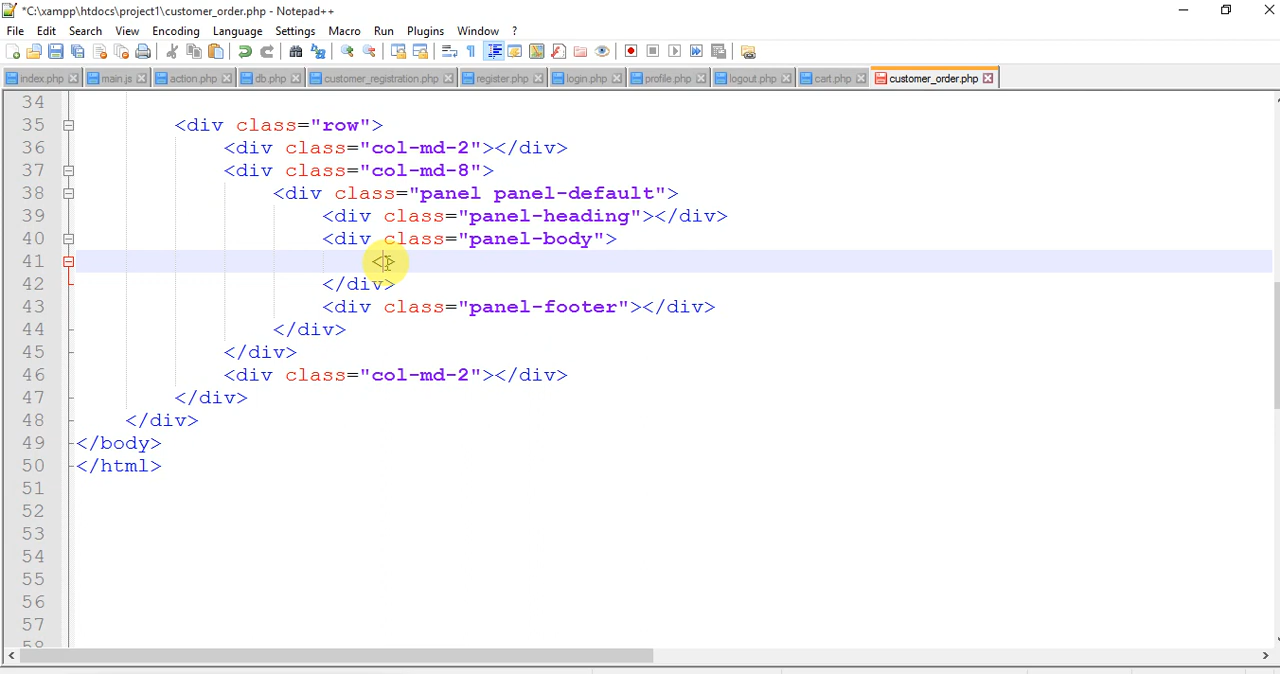 *C:\xampp\htdocs\project1\customer_order.php - Notepad++
File Edit Search View Encoding Language Settings Macro Run Plugins Window ?
index.php main.js action.php db.php customer_registration.php register.php login.php profile.php logout.php cart.php customer_order.php
34
35 <div class="row">
36 <div class="col-md-2"></div>
37 <div class="col-md-8">
38 <div class="panel panel-default">
39 <div class="panel-heading"></div>
40 <div class="panel-body">
41 <>
42 </div>
43 <div class="panel-footer"></div>
44 </div>
45 </div>
46 <div class="col-md-2"></div>
47 </div>
48 </div>
49 </body>
50 </html>
51
52
53
54
55
56
57
58